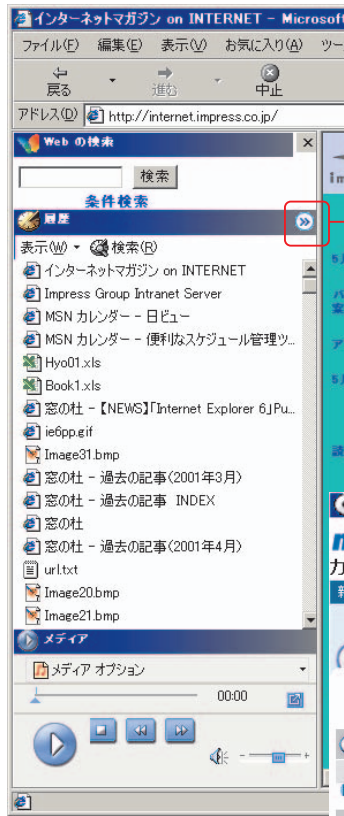 インターネットマガジン on INTERNET - Micros
ファイル(F) 編集(E) 表示(V) お気に入り(A) ツー
戻る 進む 中止
アドレス(D) http://internet.impress.co.jp/
Web の検索
検索
条件検索
履歴
表示(W) 検索(R)
インターネットマガジン on INTERNET
Impress Group Intranet Server
MSN カレンダー - 日ビュー
MSN カレンダー - 便利なスケジュール管理ツ...
Hyo01.xls
Book1.xls
窓の杜 - 【NEWS】「Internet Explorer 6」Pu...
ie6pp.gif
Image31.bmp
窓の杜 - 過去の記事(2001年3月)
窓の杜 - 過去の記事 INDEX
窓の杜
窓の杜 - 過去の記事(2001年4月)
url.txt
Image20.bmp
Image21.bmp
メディア
メディア オプション
00:00